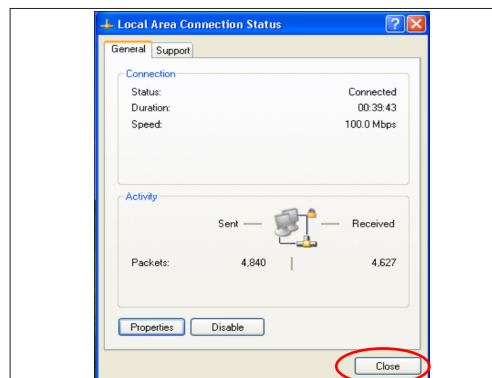 Local Area Connection Status
General Support
Connection
Status: Connected
Duration: 00:39:43
Speed: 100.0 Mbps
Activity
Sent Received
Packets: 4,840 4,627
Properties Disable
Close